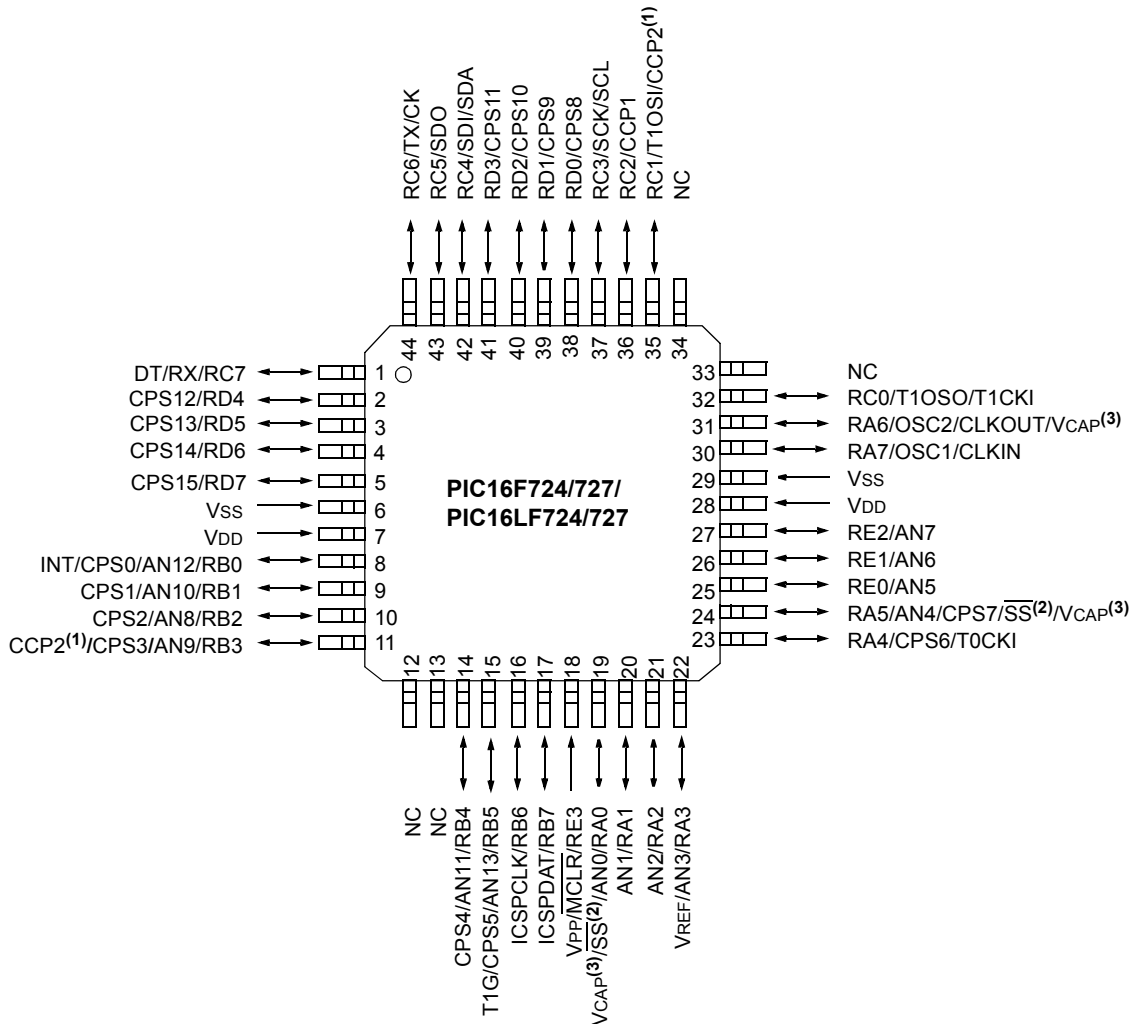 RC6/TX/CK
RC5/SDO
RC4/SDI/SDA
RD3/CPS11
RD2/CPS10
RD1/CPS9
RD0/CPS8
RC3/SCK/SCL
RC2/CCP1
RC1/T1OSI/CCP2(1)
NC
44
43
42
41
40
39
38
37
36
35
34
DT/RX/RC7 1
CPS12/RD4 2
CPS13/RD5 3
CPS14/RD6 4
CPS15/RD7 5
VSS 6
VDD 7
INT/CPS0/AN12/RB0 8
CPS1/AN10/RB1 9
CPS2/AN8/RB2 10
CCP2(1)/CPS3/AN9/RB3 11
PIC16F724/727/
PIC16LF724/727
33 NC
32 RC0/T1OSO/T1CKI
31 RA6/OSC2/CLKOUT/VCAP(3)
30 RA7/OSC1/CLKIN
29 VSS
28 VDD
27 RE2/AN7
26 RE1/AN6
25 RE0/AN5
24 RA5/AN4/CPS7/SS(2)/VCAP(3)
23 RA4/CPS6/T0CKI
12
13
14
15
16
17
18
19
20
21
22
NC
NC
CPS4/AN11/RB4
T1G/CPS5/AN13/RB5
ICSPCLK/RB6
ICSPDAT/RB7
VPP/MCLR/RE3
VCAP(3)/SS(2)/AN0/RA0
AN1/RA1
AN2/RA2
VREF/AN3/RA3